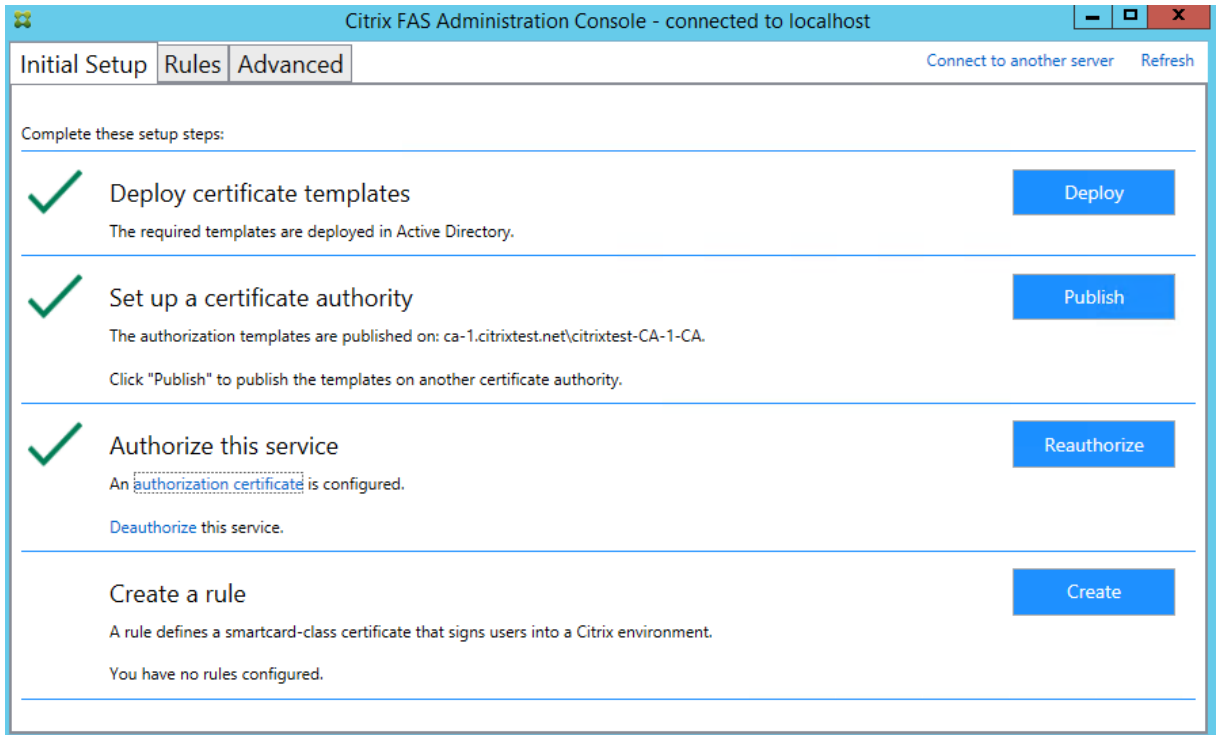 Citrix FAS Administration Console - connected to localhost
Initial Setup Rules Advanced Connect to another server Refresh
Complete these setup steps:
Deploy certificate templates Deploy
The required templates are deployed in Active Directory.
Set up a certificate authority Publish
The authorization templates are published on: ca-1.citrixtest.net\citrixtest-CA-1-CA.
Click "Publish" to publish the templates on another certificate authority.
Authorize this service Reauthorize
An authorization certificate is configured.
Deauthorize this service.
Create a rule Create
A rule defines a smartcard-class certificate that signs users into a Citrix environment.
You have no rules configured.